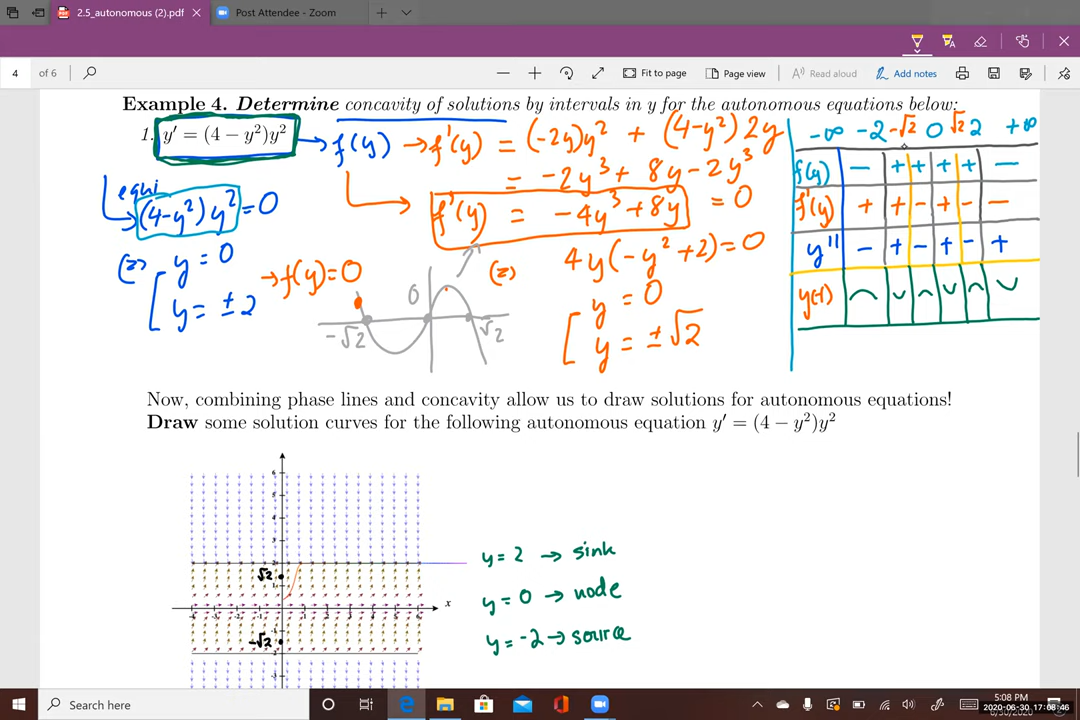 2.5_autonomous (2).pdf
Post Attendee - Zoom
4 of 6
Fit to page
Page view
Read aloud
Add notes
Example 4. Determine concavity of solutions by intervals in y for the autonomous equations below:
1. y′ = (4 − y²)y² → f(y) → f'(y) = (-2y)y² + (4-y²) 2y
= -2y³ + 8y - 2y³
f'(y) = -4y³ + 8y = 0
equi
(4-y²) y² = 0
(=) y = 0
y = ± 2
→ f(y) = 0
(=) 4y(-y² + 2) = 0
y = 0
y = ± √2
-√2 0 √2
-∞ -2 -√2 0 √2 2 +∞
f(y) - + + + + -
f'(y) + + - + - -
y'' - + - + - +
y(t)
Now, combining phase lines and concavity allow us to draw solutions for autonomous equations!
Draw some solution curves for the following autonomous equation y′ = (4 − y²)y²
√2
-√2
x
y = 2 → sink
y = 0 → node
y = -2 → source
Search here
5:08 PM
2020-06-30 17:08:46